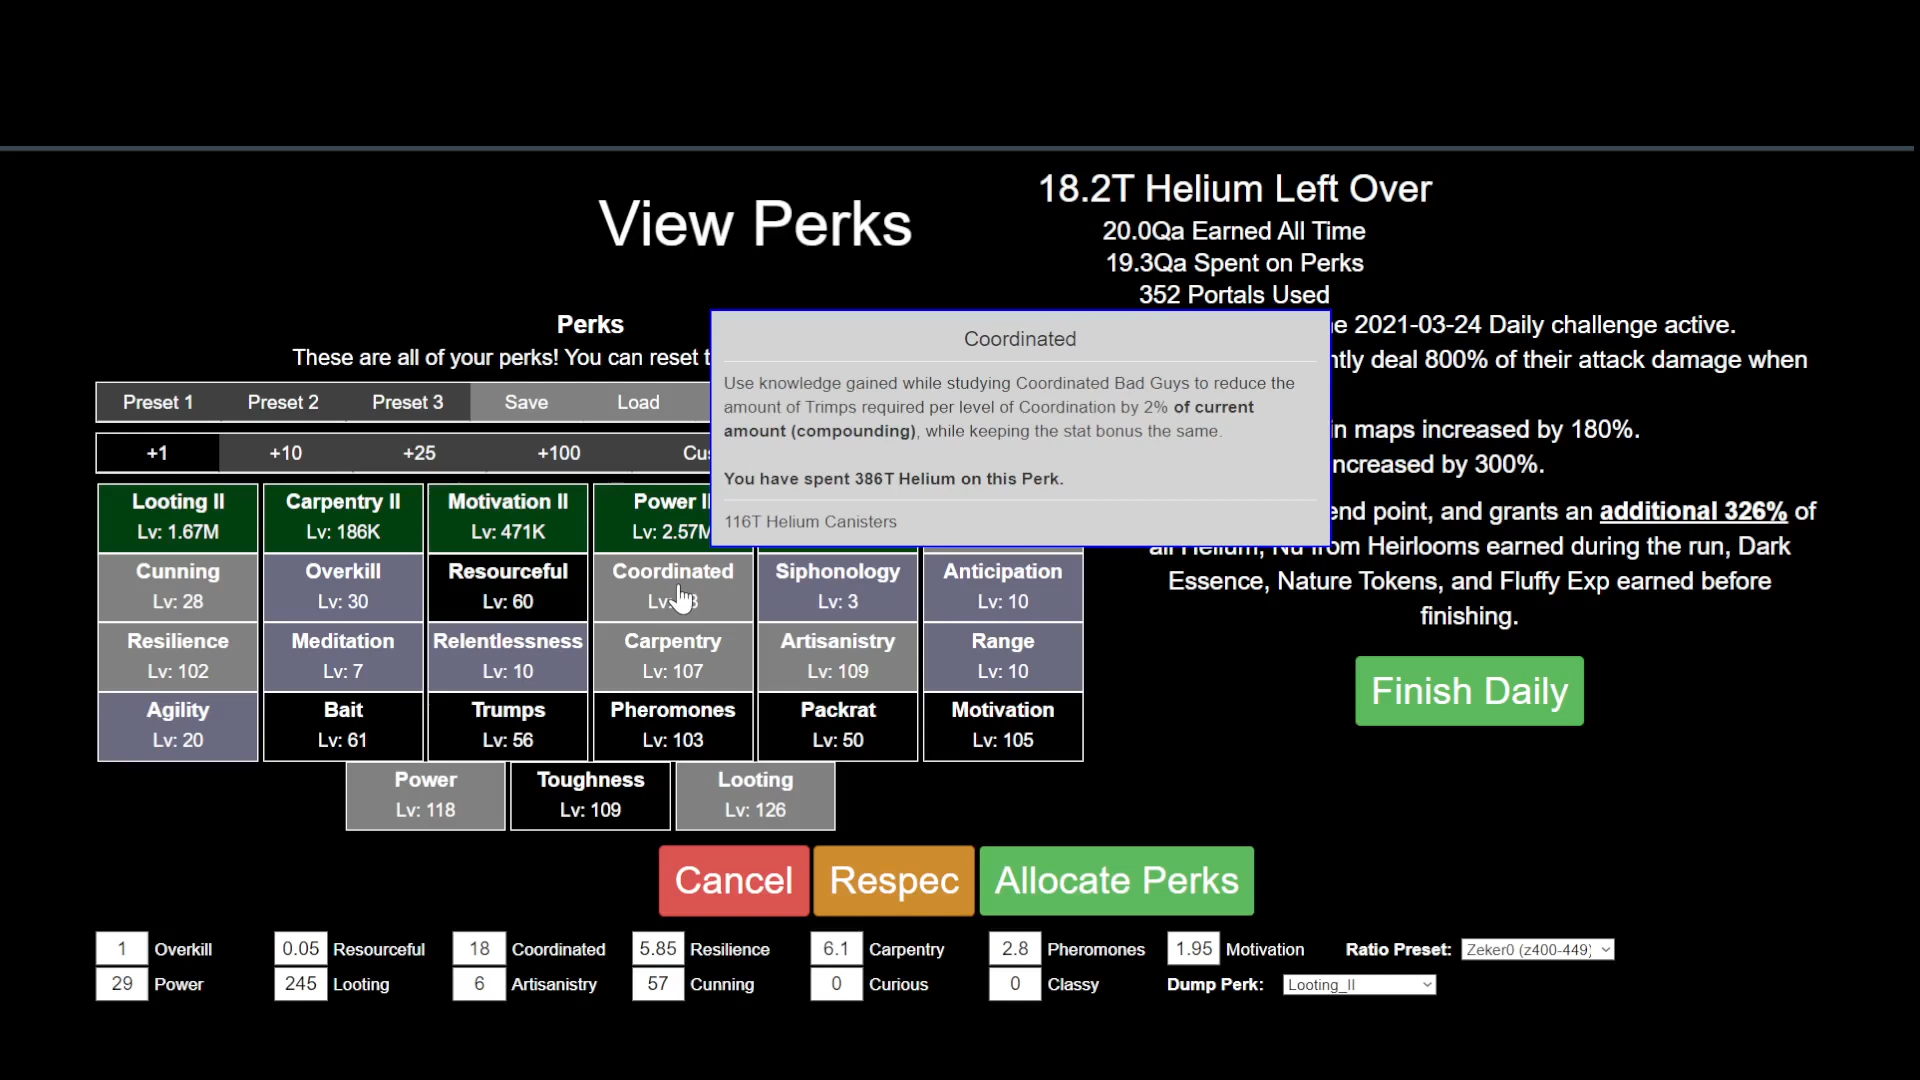 View Perks
18.2T Helium Left Over
20.0Qa Earned All Time
19.3Qa Spent on Perks
352 Portals Used
Perks
These are all of your perks! You can reset
2021-03-24 Daily challenge active.
deal 800% of their attack damage when
in maps increased by 180%.
increased by 300%.
end point, and grants an additional 326% of
from Heirlooms earned during the run, Dark
Essence, Nature Tokens, and Fluffy Exp earned before
finishing.
Finish Daily
Coordinated
Use knowledge gained while studying Coordinated Bad Guys to reduce the
amount of Trimps required per level of Coordination by 2% of current
amount (compounding), while keeping the stat bonus the same.
You have spent 386T Helium on this Perk.
116T Helium Canisters
Preset 1 Preset 2 Preset 3 Save Load
+1 +10 +25 +100
Looting II Carpentry II Motivation II Power
Lv: 1.67M Lv: 186K Lv: 471K Lv: 2.57M
Cunning Overkill Resourceful Coordinated Siphonology Anticipation
Lv: 28 Lv: 30 Lv: 60 Lv: 3 Lv: 10
Resilience Meditation Relentlessness Carpentry Artisanistry Range
Lv: 102 Lv: 7 Lv: 10 Lv: 107 Lv: 109 Lv: 10
Agility Bait Trumps Pheromones Packrat Motivation
Lv: 20 Lv: 61 Lv: 56 Lv: 103 Lv: 50 Lv: 105
Power Toughness Looting
Lv: 118 Lv: 109 Lv: 126
Cancel Respec Allocate Perks
1 Overkill 0.05 Resourceful 18 Coordinated 5.85 Resilience 6.1 Carpentry 2.8 Pheromones 1.95 Motivation Ratio Preset: Zeker0 (z400-449)
29 Power 245 Looting 6 Artisanistry 57 Cunning 0 Curious 0 Classy Dump Perk: Looting_II